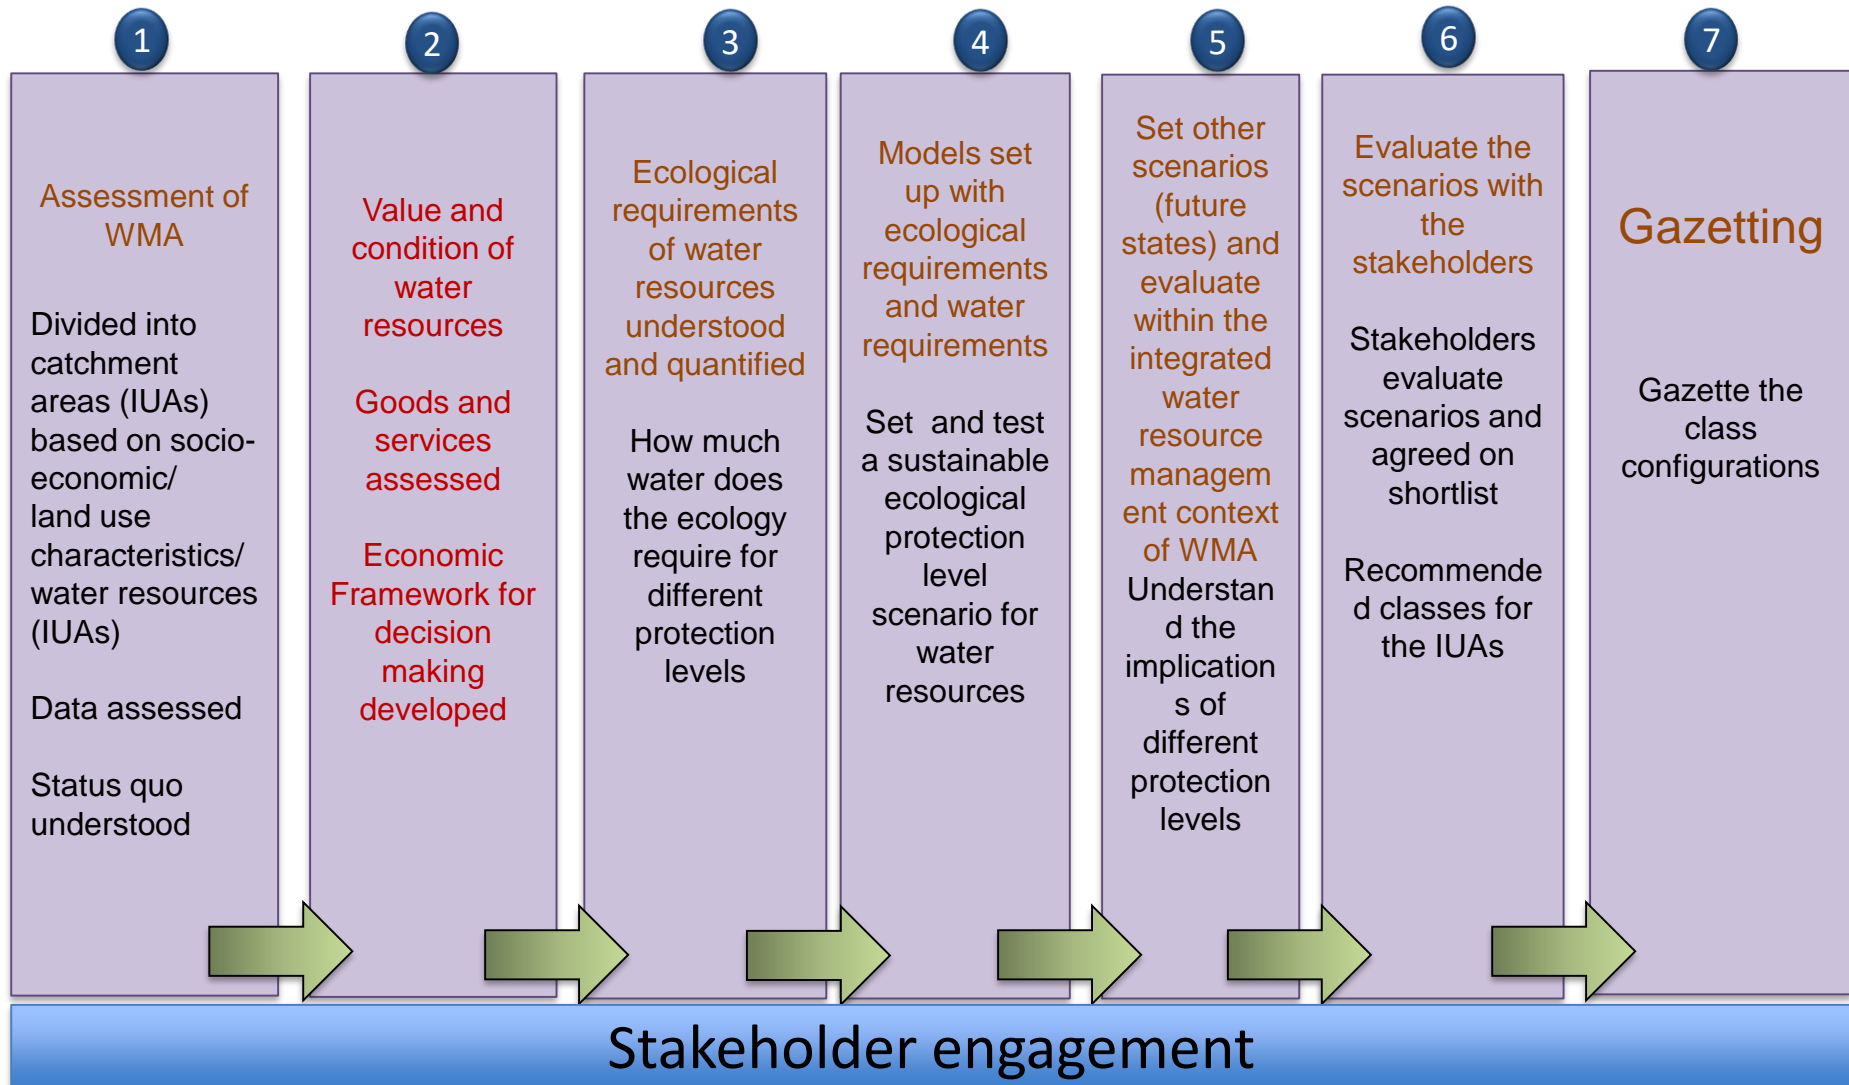 1
Assessment of
WMA
Divided into
catchment
areas (IUAs)
based on socio-
economic/
land use
characteristics/
water resources
(IUAs)
Data assessed
Status quo
understood
2
Value and
condition of
water
resources
Goods and
services
assessed
Economic
Framework for
decision
making
developed
3
Ecological
requirements
of water
resources
understood
and quantified
How much
water does
the ecology
require for
different
protection
levels
4
Models set
up with
ecological
requirements
and water
requirements
Set and test
a sustainable
ecological
protection
level
scenario for
water
resources
5
Set other
scenarios
(future
states) and
evaluate
within the
integrated
water
resource
managem
ent context
of WMA
Understan
d the
implication
s of
different
protection
levels
6
Evaluate the
scenarios with
the
stakeholders
Stakeholders
evaluate
scenarios and
agreed on
shortlist
Recommende
d classes for
the IUAs
7
Gazetting
Gazette the
class
configurations
Stakeholder engagement